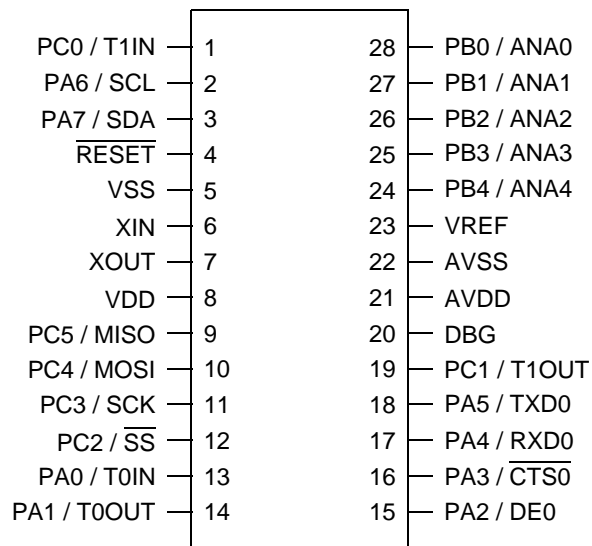 PC0 / T1IN 1 28 PB0 / ANA0
PA6 / SCL 2 27 PB1 / ANA1
PA7 / SDA 3 26 PB2 / ANA2
RESET 4 25 PB3 / ANA3
VSS 5 24 PB4 / ANA4
XIN 6 23 VREF
XOUT 7 22 AVSS
VDD 8 21 AVDD
PC5 / MISO 9 20 DBG
PC4 / MOSI 10 19 PC1 / T1OUT
PC3 / SCK 11 18 PA5 / TXD0
PC2 / SS 12 17 PA4 / RXD0
PA0 / T0IN 13 16 PA3 / CTS0
PA1 / T0OUT 14 15 PA2 / DE0